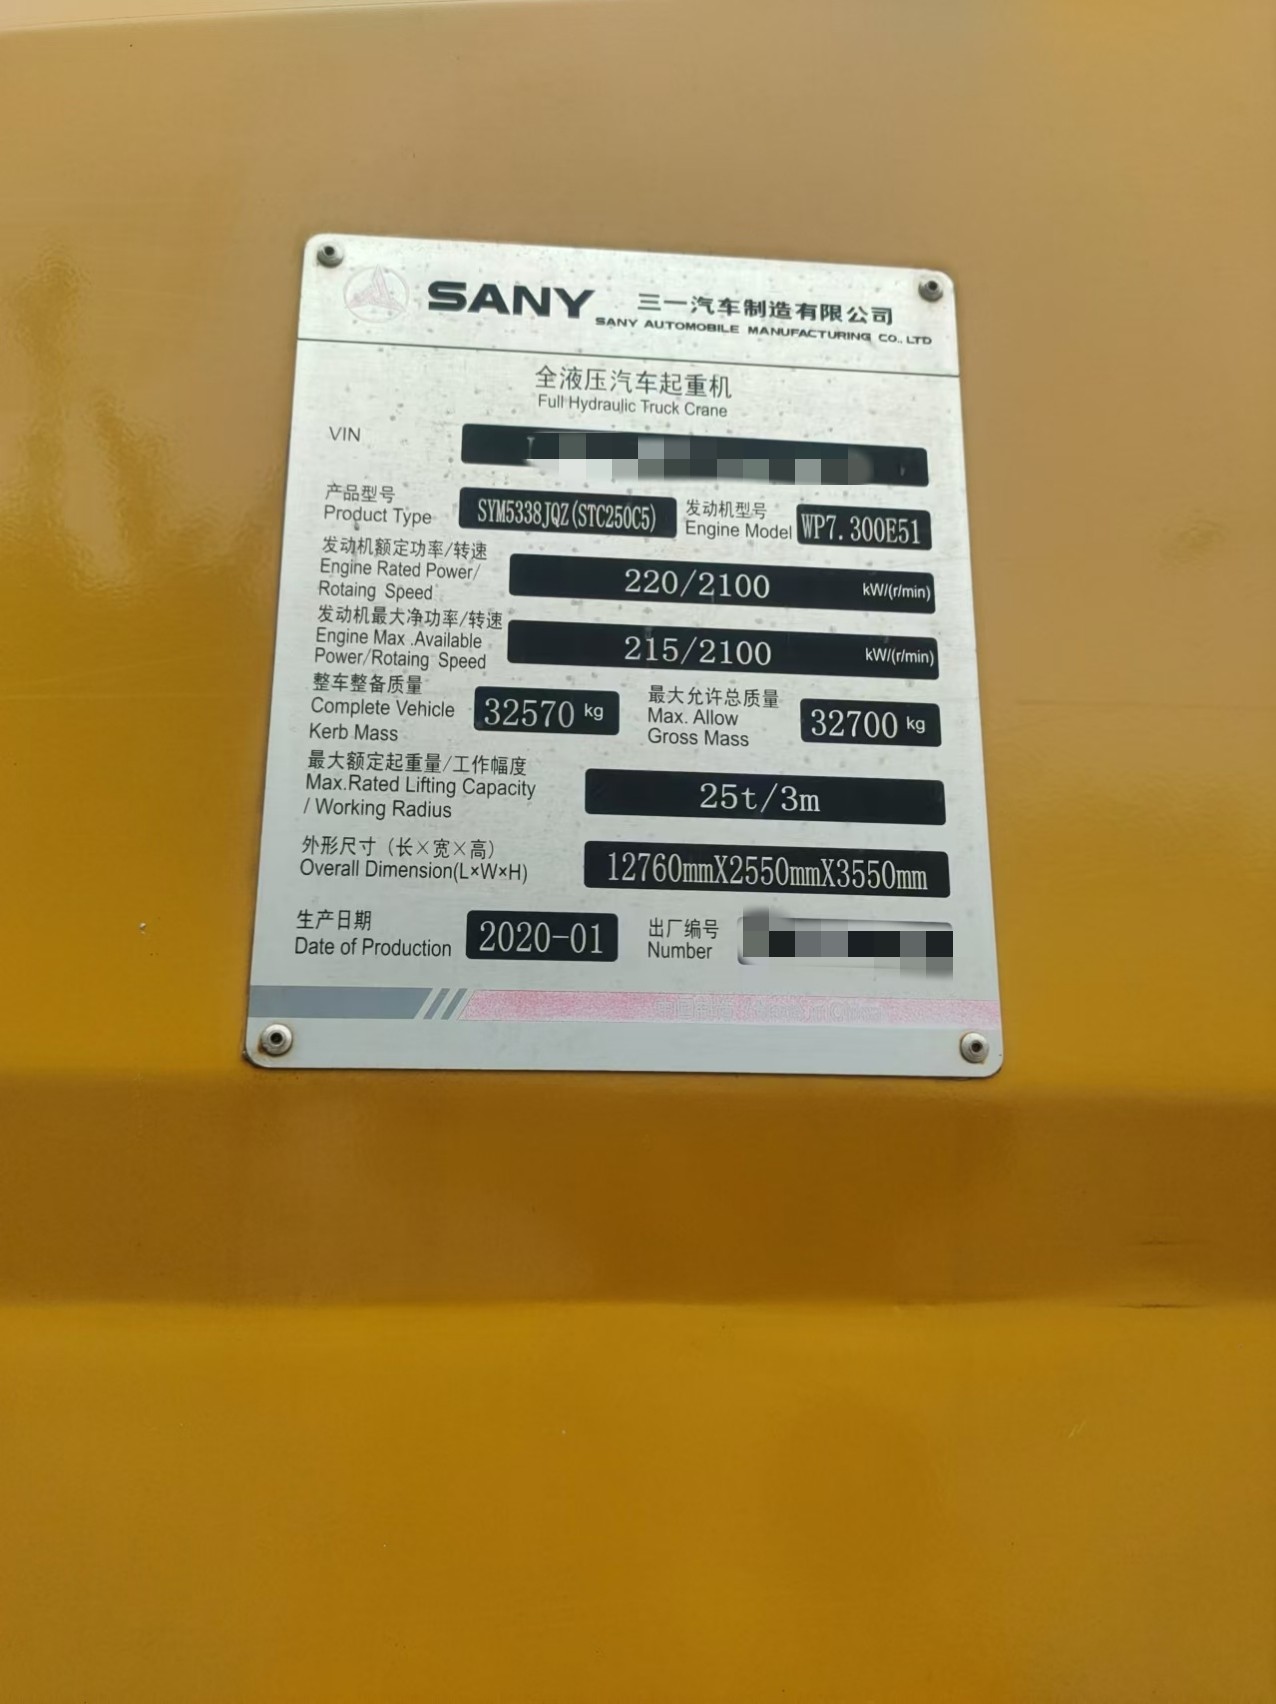 SANY 三一汽车制造有限公司
SANY AUTOMOBILE MANUFACTURING CO., LTD
全液压汽车起重机
Full Hydraulic Truck Crane
VIN
产品型号
Product Type
SYM5338JQZ(STC250C5)
发动机型号
Engine Model
WP7.300E51
发动机额定功率/转速
Engine Rated Power/
Rotaing Speed
220/2100 kW/(r/min)
发动机最大净功率/转速
Engine Max .Available
Power/Rotaing Speed
215/2100 kW/(r/min)
整车整备质量
Complete Vehicle
Kerb Mass
32570 kg
最大允许总质量
Max. Allow
Gross Mass
32700 kg
最大额定起重量/工作幅度
Max.Rated Lifting Capacity
/ Working Radius
25t/3m
外形尺寸（长×宽×高）
Overall Dimension(L×W×H)
12760mmX2550mmX3550mm
生产日期
Date of Production
2020-01
出厂编号
Number